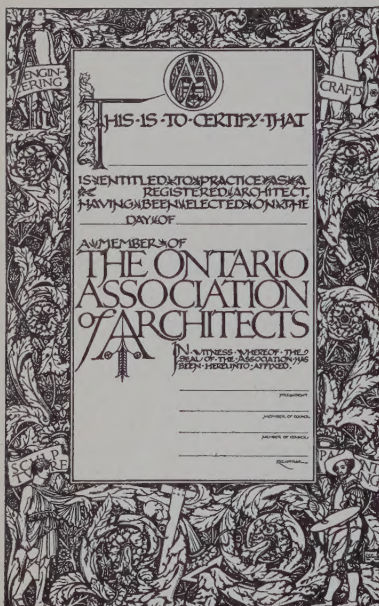 ENGIN-
EERING
CRAFTS
OAA
THIS·IS·TO·CERTIFY·THAT
IS ENTITLED TO PRACTICE AS A
REGISTERED ARCHITECT,
HAVING BEEN ELECTED ON THE
DAY OF
A MEMBER OF
THE ONTARIO
ASSOCIATION
of ARCHITECTS
IN·WITNESS·WHEREOF·THE
SEAL·OF·THE·ASSOCIATION·HAS
BEEN·HEREUNTO·AFFIXED·
PRESIDENT
MEMBER OF COUNCIL
MEMBER OF COUNCIL
REGISTRAR